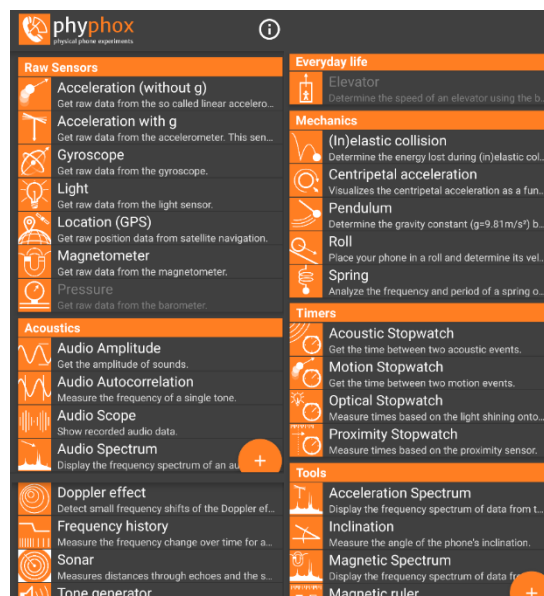 phyphox
physical phone experiments
Raw Sensors
Acceleration (without g)
Get raw data from the so called linear accelero...
Acceleration with g
Get raw data from the accelerometer. This sen...
Gyroscope
Get raw data from the gyroscope.
Light
Get raw data from the light sensor.
Location (GPS)
Get raw position data from satellite navigation.
Magnetometer
Get raw data from the magnetometer.
Pressure
Get raw data from the barometer.
Acoustics
Audio Amplitude
Get the amplitude of sounds.
Audio Autocorrelation
Measure the frequency of a single tone.
Audio Scope
Show recorded audio data.
Audio Spectrum
Display the frequency spectrum of an au
+
Doppler effect
Detect small frequency shifts of the Doppler ef...
Frequency history
Measure the frequency change over time for a...
Sonar
Measures distances through echoes and the s...
Tone generator
Everyday life
Elevator
Determine the speed of an elevator using the b...
Mechanics
(In)elastic collision
Determine the energy lost during (in)elastic col...
Centripetal acceleration
Visualizes the centripetal acceleration as a fun...
Pendulum
Determine the gravity constant (g=9.81m/s²) b...
Roll
Place your phone in a roll and determine its vel...
Spring
Analyze the frequency and period of a spring o...
Timers
Acoustic Stopwatch
Get the time between two acoustic events.
Motion Stopwatch
Get the time between two motion events.
Optical Stopwatch
Measure times based on the light shining onto...
Proximity Stopwatch
Measure times based on the proximity sensor.
Tools
Acceleration Spectrum
Display the frequency spectrum of data from t...
Inclination
Measure the angle of the phone's inclination.
Magnetic Spectrum
Display the frequency spectrum of data
Magnetic ruler
+